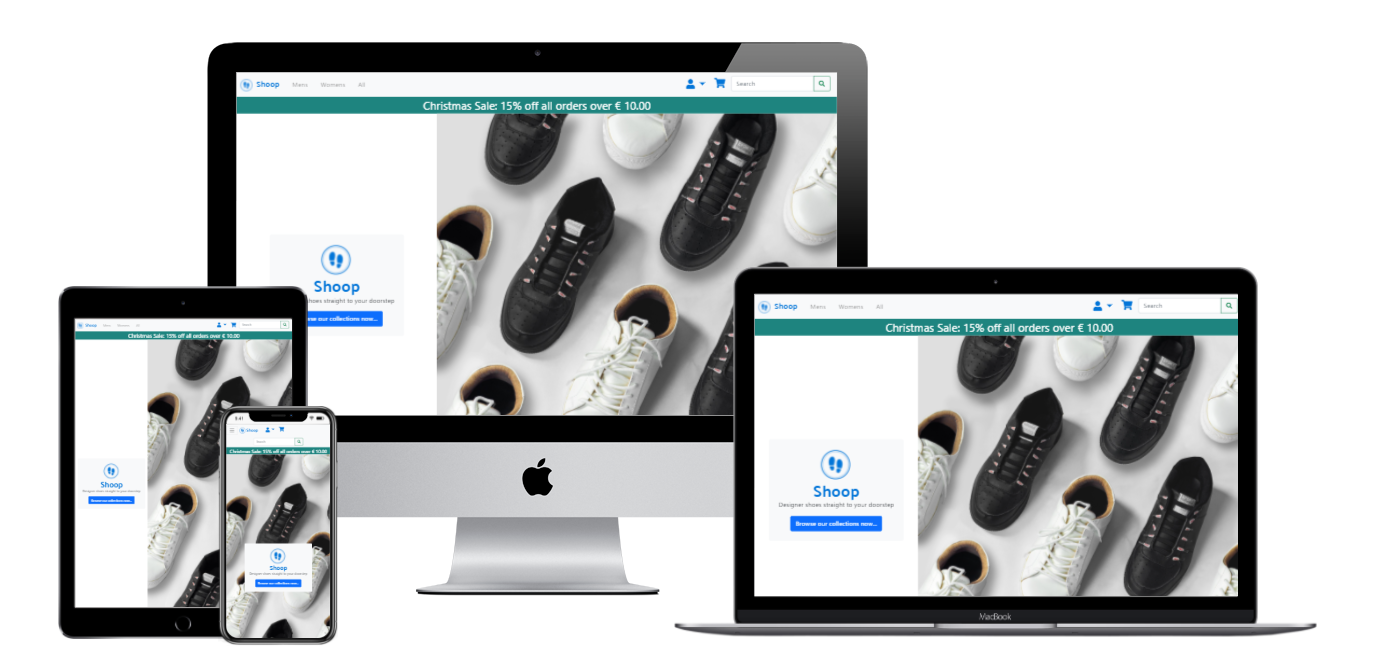 Shoop Mens Womens All Search
Christmas Sale: 15% off all orders over € 10.00
Shoop
shoes straight to your doorstep
se our collections now...
Shoop Mens Womens All Search
Christmas Sale: 15% off all orders over € 10.00
Shoop
Designer shoes straight to your doorstep
Browse our collections now...
MacBook
Shoop Mens Womens All Search
Christmas Sale: 15% off all orders over € 10.00
Shoop
Designer shoes straight to your doorstep
Browse our collections now...
9:41
Shoop
Search
Christmas Sale: 15% off all orders over € 10.00
Shoop
Designer shoes straight to your doorstep
Browse our collections now...